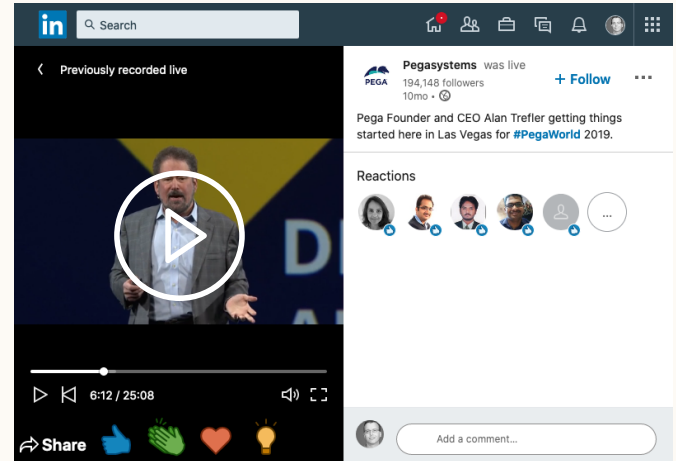 in
Search
Previously recorded live
D
A
6:12 / 25:08
Share
PEGA
Pegasystems was live
194,148 followers
+ Follow
10mo •
Pega Founder and CEO Alan Trefler getting things
started here in Las Vegas for #PegaWorld 2019.
Reactions
...
Add a comment...